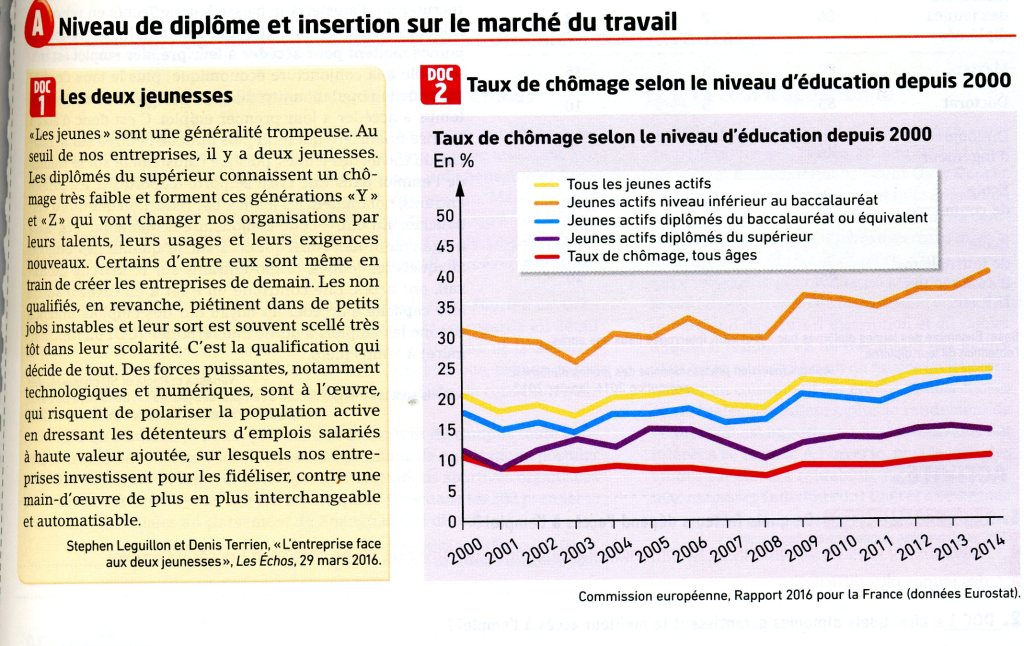 A Niveau de diplôme et insertion sur le marché du travail
DOC 1 Les deux jeunesses
«Les jeunes» sont une généralité trompeuse. Au
seuil de nos entreprises, il y a deux jeunesses.
Les diplômés du supérieur connaissent un chô-
mage très faible et forment ces générations «Y»
et «Z» qui vont changer nos organisations par
leurs talents, leurs usages et leurs exigences
nouveaux. Certains d'entre eux sont même en
train de créer les entreprises de demain. Les non
qualifiés, en revanche, piétinent dans de petits
jobs instables et leur sort est souvent scellé très
tôt dans leur scolarité. C'est la qualification qui
décide de tout. Des forces puissantes, notamment
technologiques et numériques, sont à l'œuvre,
qui risquent de polariser la population active
en dressant les détenteurs d'emplois salariés
à haute valeur ajoutée, sur lesquels nos entre-
prises investissent pour les fidéliser, contre une
main-d'œuvre de plus en plus interchangeable
et automatisable.
Stephen Leguillon et Denis Terrien, «L'entreprise face
aux deux jeunesses», Les Échos, 29 mars 2016.
DOC 2 Taux de chômage selon le niveau d'éducation depuis 2000
Taux de chômage selon le niveau d'éducation depuis 2000
En %
Tous les jeunes actifs
Jeunes actifs niveau inférieur au baccalauréat
Jeunes actifs diplômés du baccalauréat ou équivalent
Jeunes actifs diplômés du supérieur
Taux de chômage, tous âges
50
45
40
35
30
25
20
15
10
5
0
2000 2001 2002 2003 2004 2005 2006 2007 2008 2009 2010 2011 2012 2013 2014
Commission européenne, Rapport 2016 pour la France (données Eurostat).